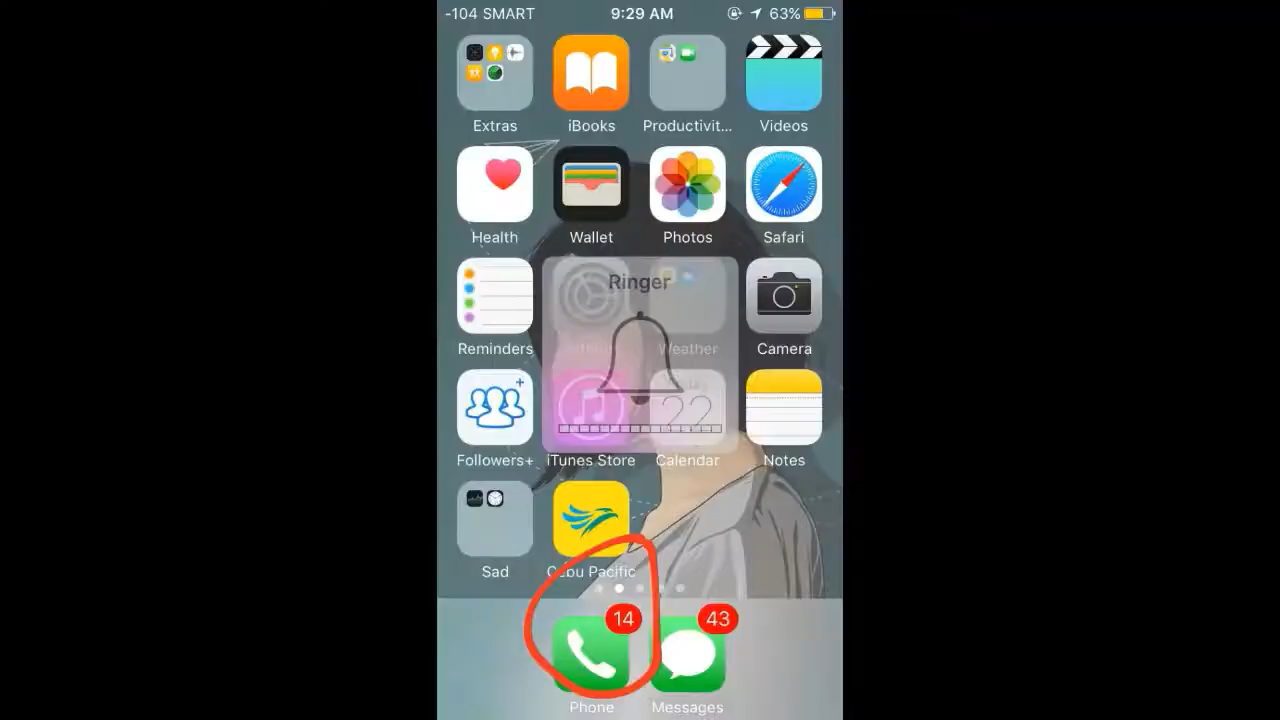 -104 SMART 9:29 AM 63%
Extras iBooks Productivit... Videos
Health Wallet Photos Safari
Ringer
Reminders Weather Camera
22
Followers+ iTunes Store Calendar Notes
Sad Cebu Pacific
14 43
Phone Messages